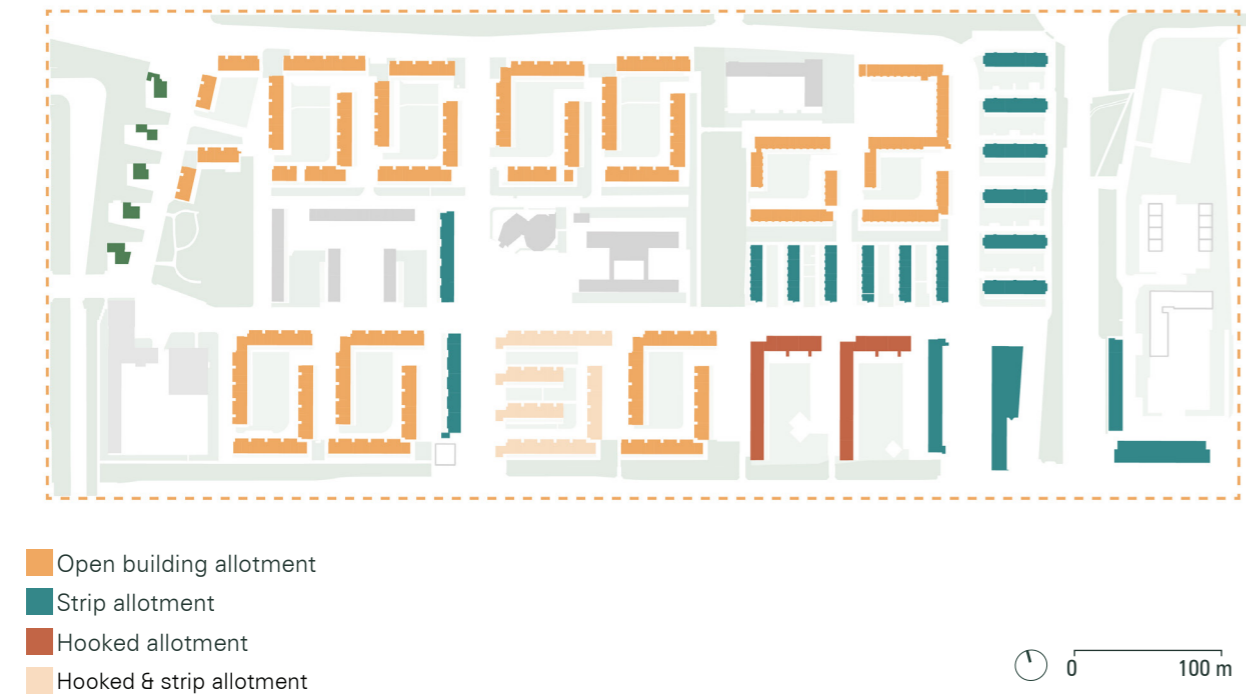 Open building allotment
Strip allotment
Hooked allotment
Hooked & strip allotment
0 100 m